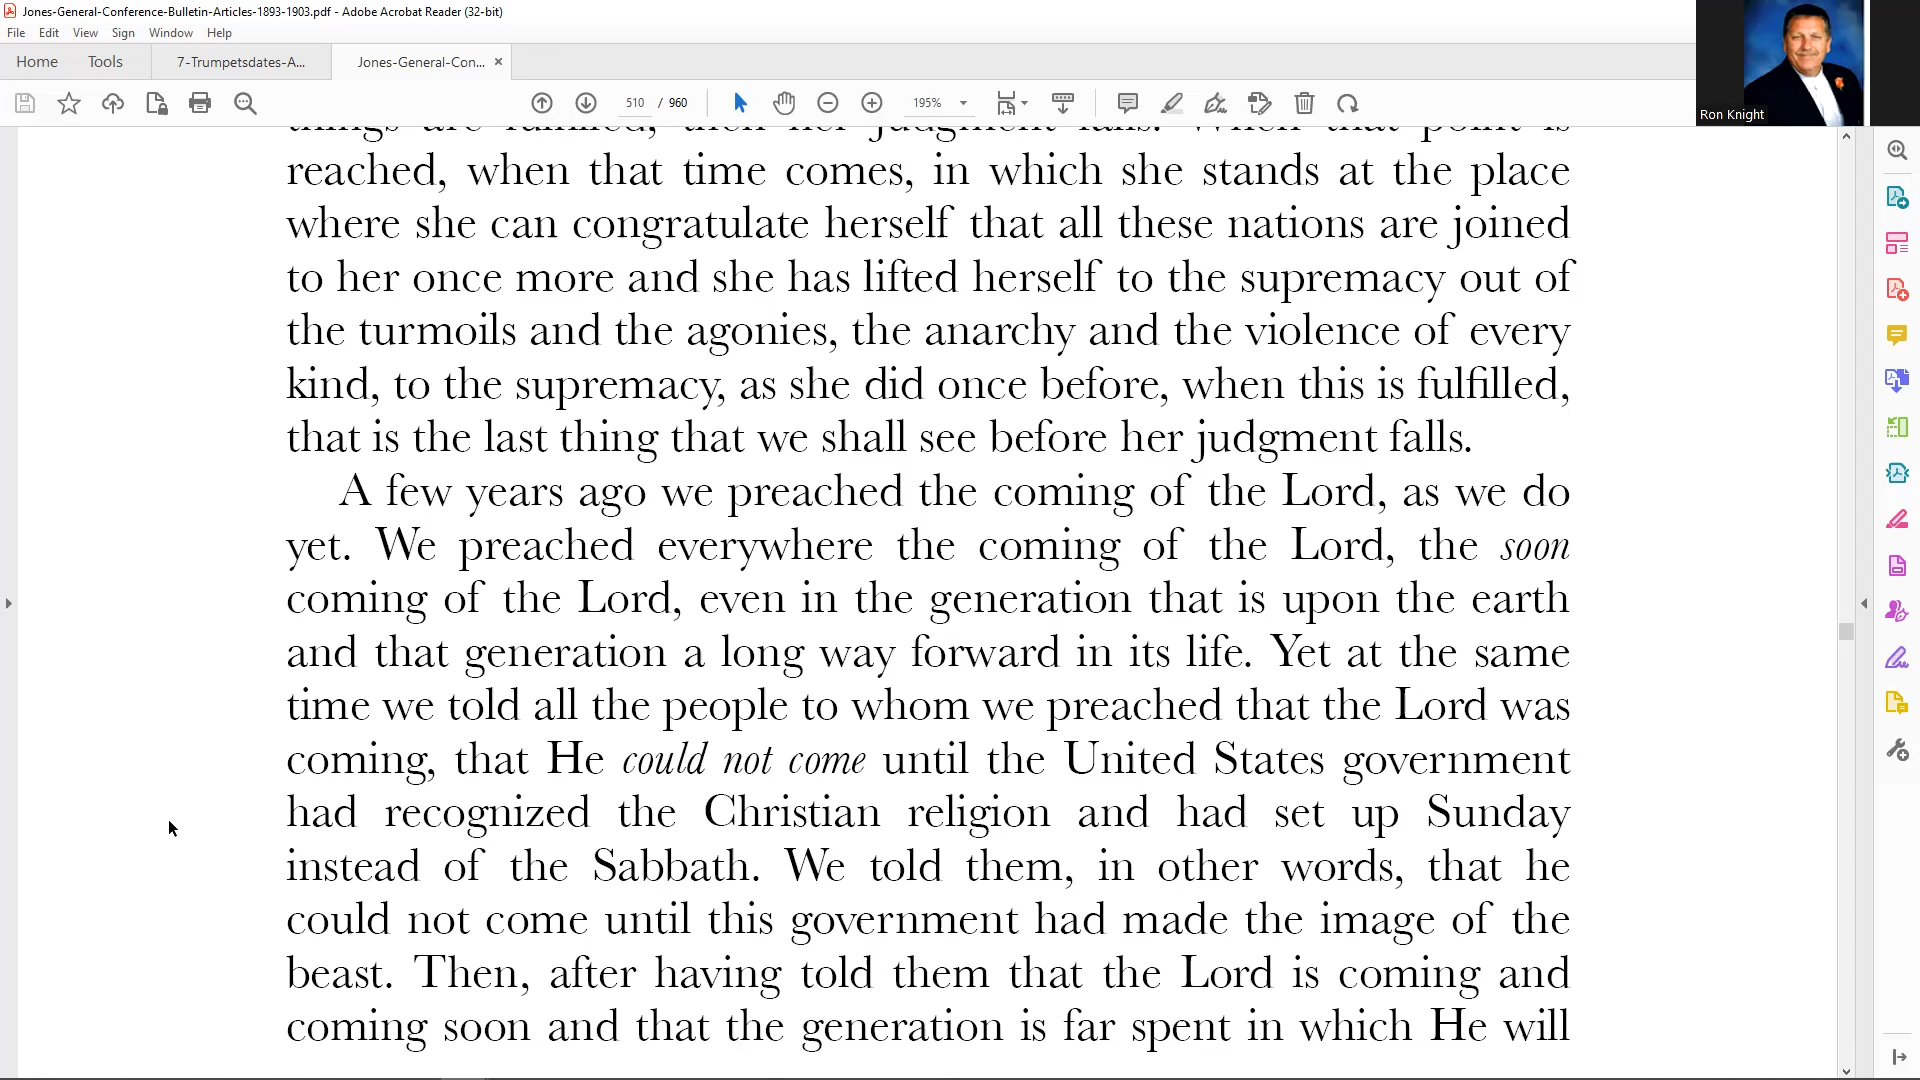 Jones-General-Conference-Bulletin-Articles-1893-1903.pdf - Adobe Acrobat Reader (32-bit)
File Edit View Sign Window Help
Home Tools 7-Trumpetsdates-A... Jones-General-Con... ×
510 / 960 195%
Ron Knight
things are fulfilled, then her judgment falls. When that point is
reached, when that time comes, in which she stands at the place
where she can congratulate herself that all these nations are joined
to her once more and she has lifted herself to the supremacy out of
the turmoils and the agonies, the anarchy and the violence of every
kind, to the supremacy, as she did once before, when this is fulfilled,
that is the last thing that we shall see before her judgment falls.
A few years ago we preached the coming of the Lord, as we do
yet. We preached everywhere the coming of the Lord, the soon
coming of the Lord, even in the generation that is upon the earth
and that generation a long way forward in its life. Yet at the same
time we told all the people to whom we preached that the Lord was
coming, that He could not come until the United States government
had recognized the Christian religion and had set up Sunday
instead of the Sabbath. We told them, in other words, that he
could not come until this government had made the image of the
beast. Then, after having told them that the Lord is coming and
coming soon and that the generation is far spent in which He will